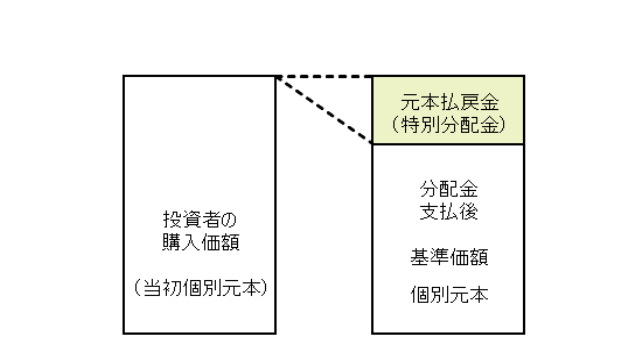 投資者の
購入価額
（当初個別元本）
元本払戻金
（特別分配金）
分配金
支払後
基準価額
個別元本